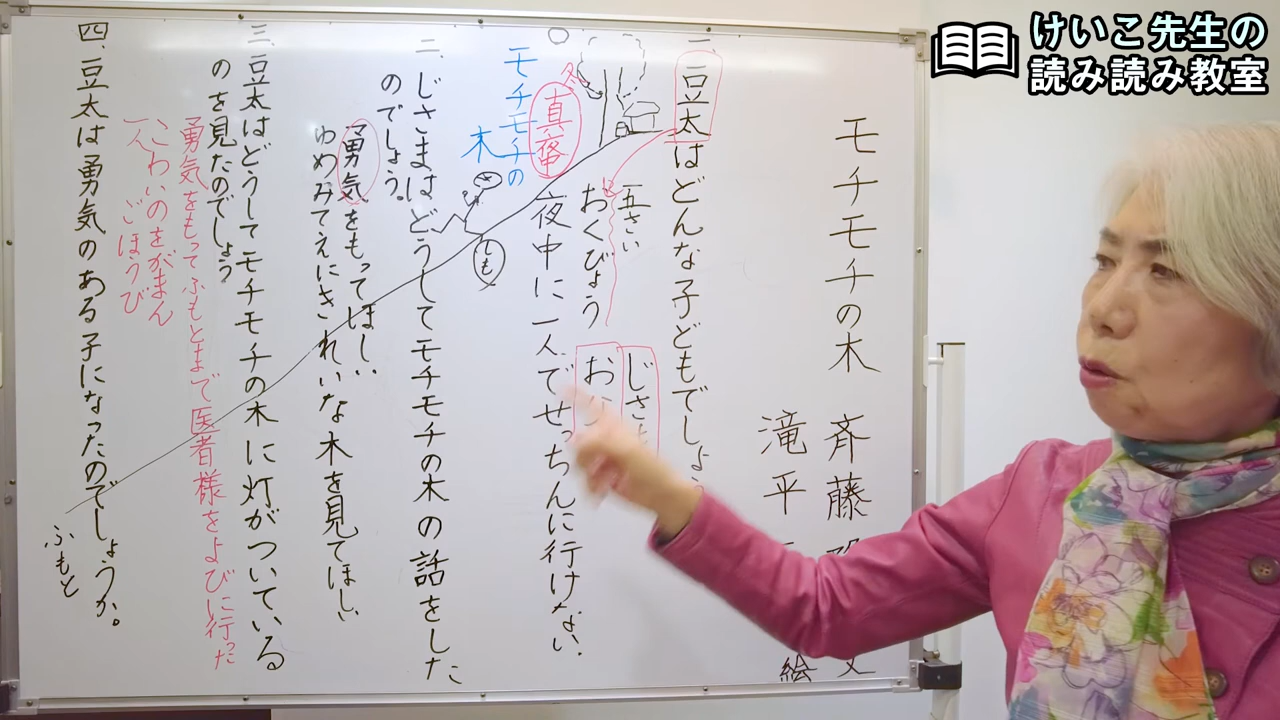 けいこ先生の
読み読み教室
モチモチの木
斉藤
滝平
絵
一、豆太はどんな子どもでしょう
五さい
おくびょう
じさ
お
夜中に一人でせっちんに行けない。
冬
真夜中
モチモチの
木
とも
二、じさまはどうしてモチモチの木の話をした
のでしょう。
勇気をもってほしい
ゆめみてえにきれいな木を見てほしい
三、豆太はどうしてモチモチの木に灯がついている
のを見たのでしょう
勇気をもってふもとまで医者様をよびに行った
こわいのをがまん
一人
ごほうび
四、豆太は勇気のある子になったのでしょうか。
ふもと